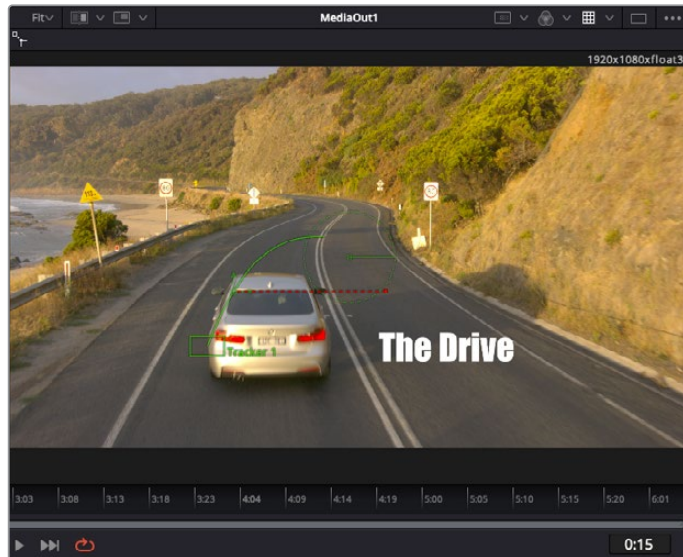 Fit
MediaOut1
1920x1080xfloat3
Tracker 1
The Drive
3:03 3:08 3:13 3:18 3:23 4:04 4:09 4:14 4:19 5:00 5:05 5:10 5:15 5:20 6:01
0:15